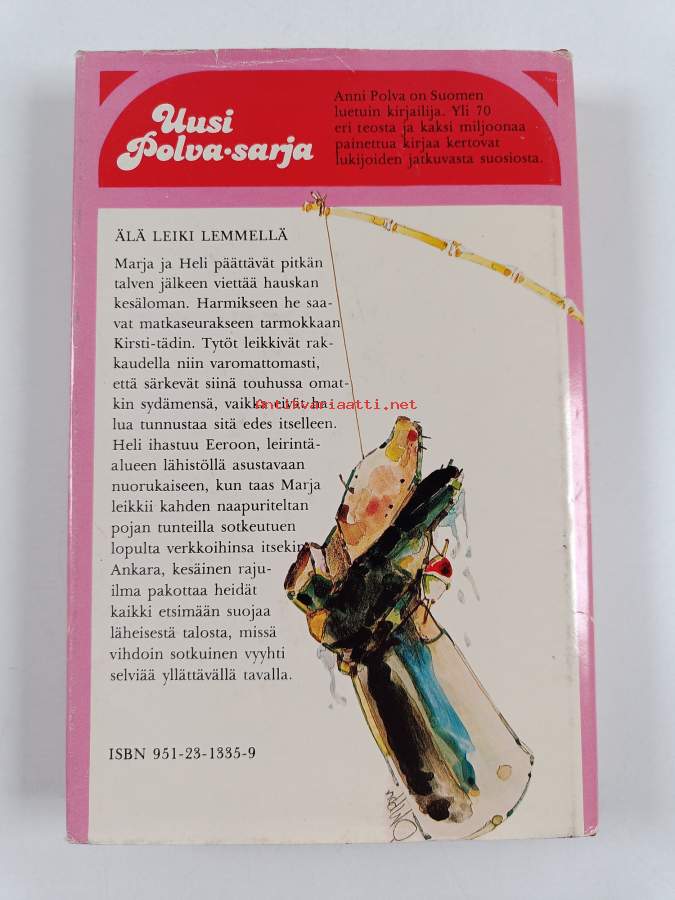 Uusi
Polva-sarja
Anni Polva on Suomen
luetuin kirjailija. Yli 70
eri teosta ja kaksi miljoonaa
painettua kirjaa kertovat
lukijoiden jatkuvasta suosiosta.
ÄLÄ LEIKI LEMMELLÄ
Marja ja Heli päättävät pitkän
talven jälkeen viettää hauskan
kesäloman. Harmikseen he saa-
vat matkaseurakseen tarmokkaan
Kirsti-tädin. Tytöt leikkivät rak-
kaudella niin varomattomasti,
että särkevät siinä touhussa omat-
kin sydämensä, vaikka eivät ha-
lua tunnustaa sitä edes itselleen.
Antikvariaatti.net
Heli ihastuu Eeroon, leirintä-
alueen lähistöllä asustavaan
nuorukaiseen, kun taas Marja
leikkii kahden naapuriteltan
pojan tunteilla sotkeutuen
lopulta verkkoihinsa itsekin.
Ankara, kesäinen raju-
ilma pakottaa heidät
kaikki etsimään suojaa
läheisestä talosta, missä
vihdoin sotkuinen vyyhti
selviää yllättävällä tavalla.
ISBN 951-23-1335-9